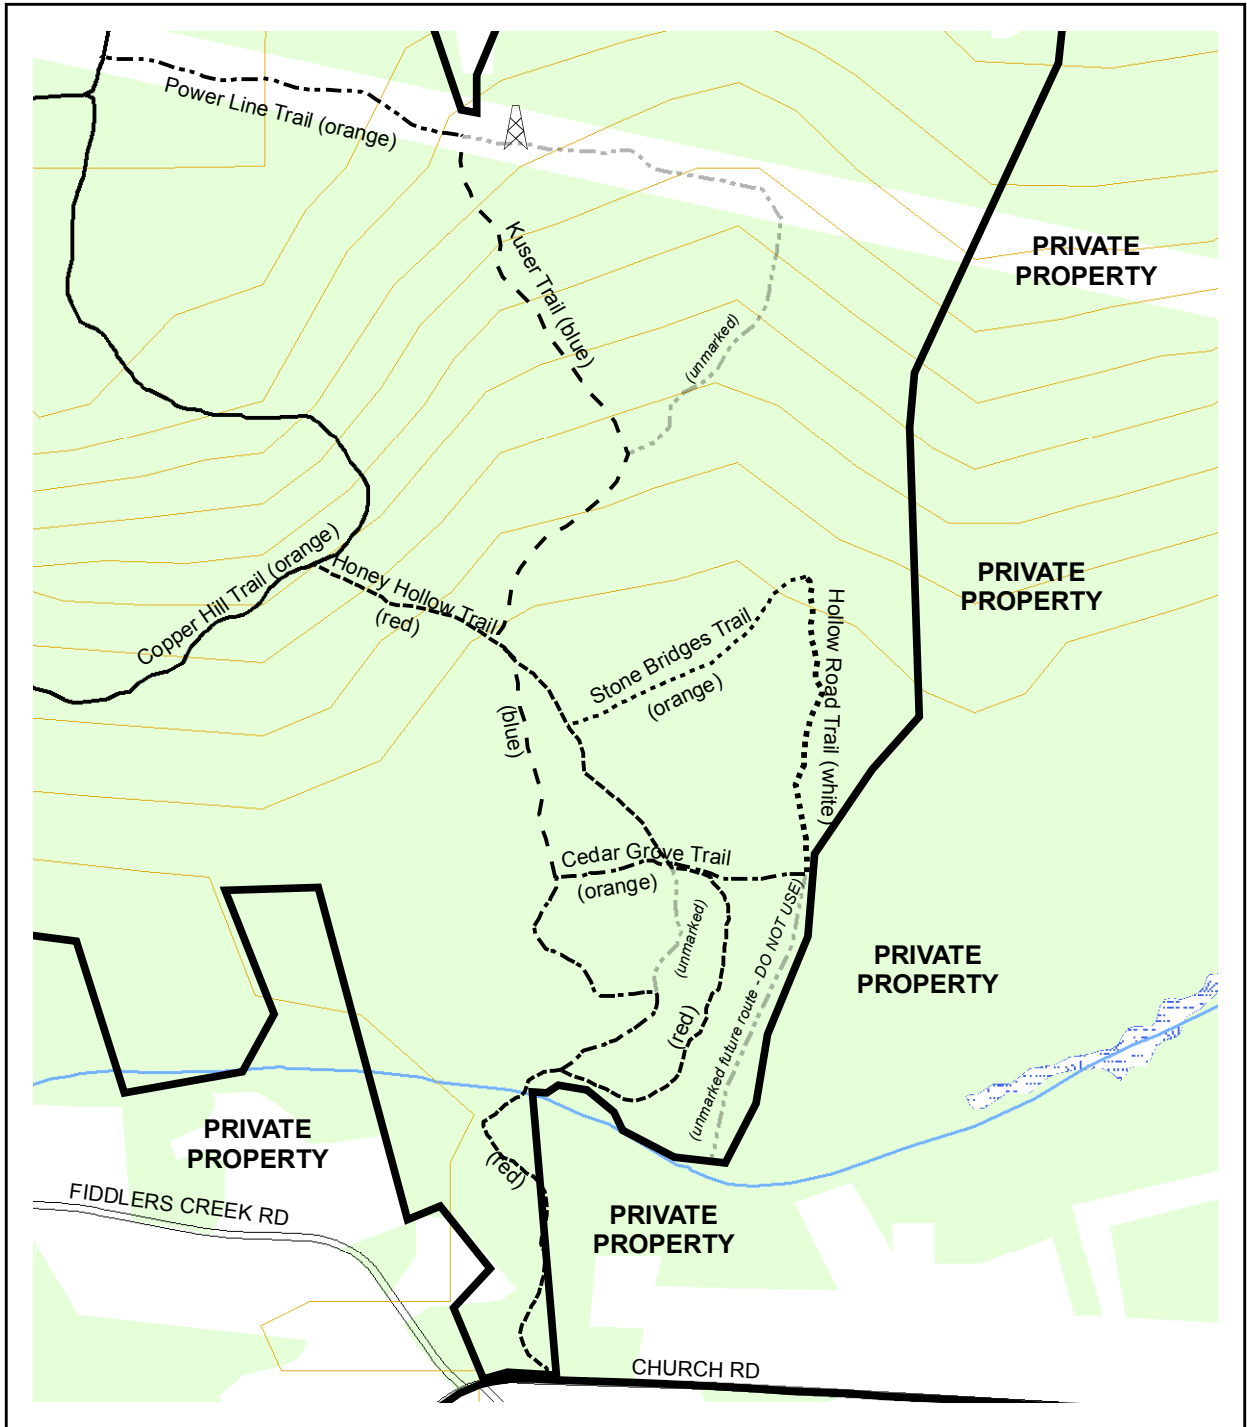 Power Line Trail (orange)
PRIVATE
PROPERTY
Kuser Trail (blue)
(unmarked)
Copper Hill Trail (orange)
Honey Hollow Trail
(red)
PRIVATE
PROPERTY
Stone Bridges Trail
(orange)
Hollow Road Trail (white)
(blue)
Cedar Grove Trail
(orange)
(unmarked)
(unmarked future route - DO NOT USE)
PRIVATE
PROPERTY
(red)
PRIVATE
PROPERTY
(red)
FIDDLERS CREEK RD
PRIVATE
PROPERTY
CHURCH RD